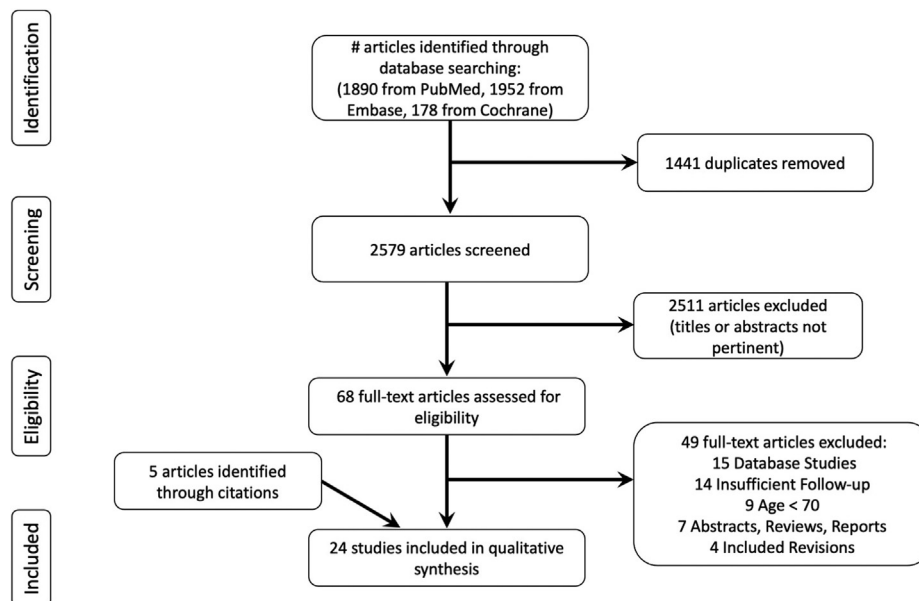 Identification
# articles identified through
database searching:
(1890 from PubMed, 1952 from
Embase, 178 from Cochrane)
1441 duplicates removed
Screening
2579 articles screened
2511 articles excluded
(titles or abstracts not
pertinent)
Eligibility
68 full-text articles assessed for
eligibility
49 full-text articles excluded:
15 Database Studies
14 Insufficient Follow-up
9 Age < 70
7 Abstracts, Reviews, Reports
4 Included Revisions
5 articles identified
through citations
Included
24 studies included in qualitative
synthesis